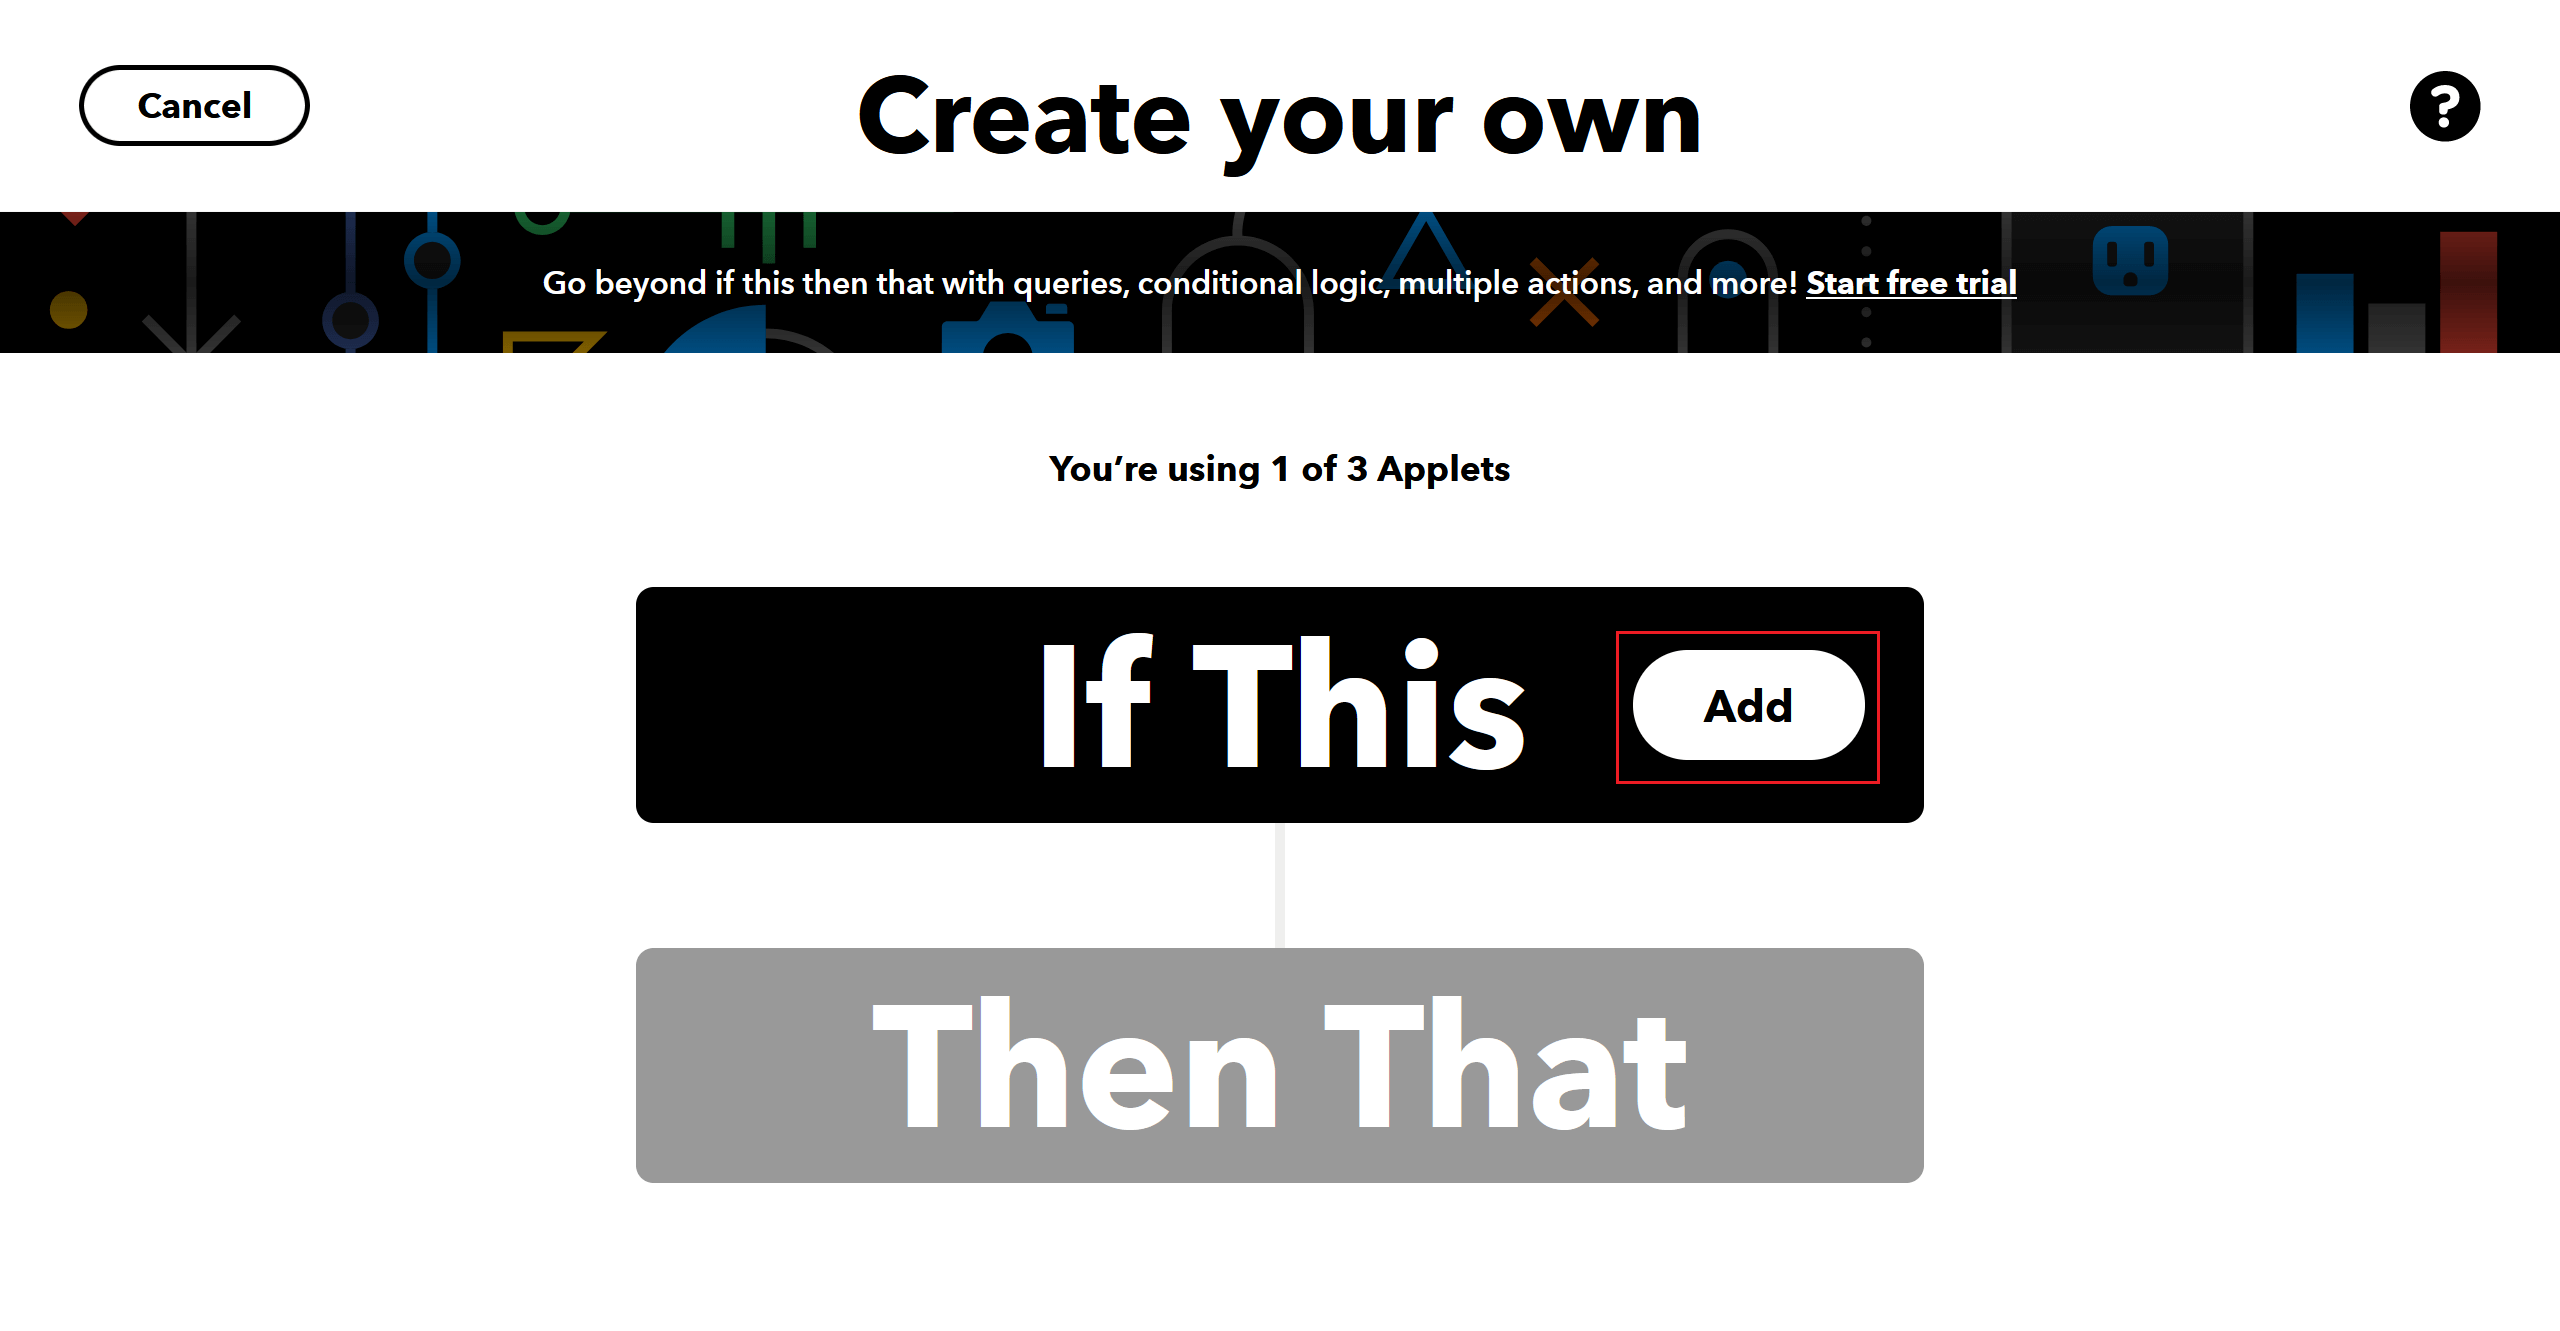 Cancel
Create your own
?
Go beyond if this then that with queries, conditional logic, multiple actions, and more! Start free trial
You’re using 1 of 3 Applets
If This
Add
Then That